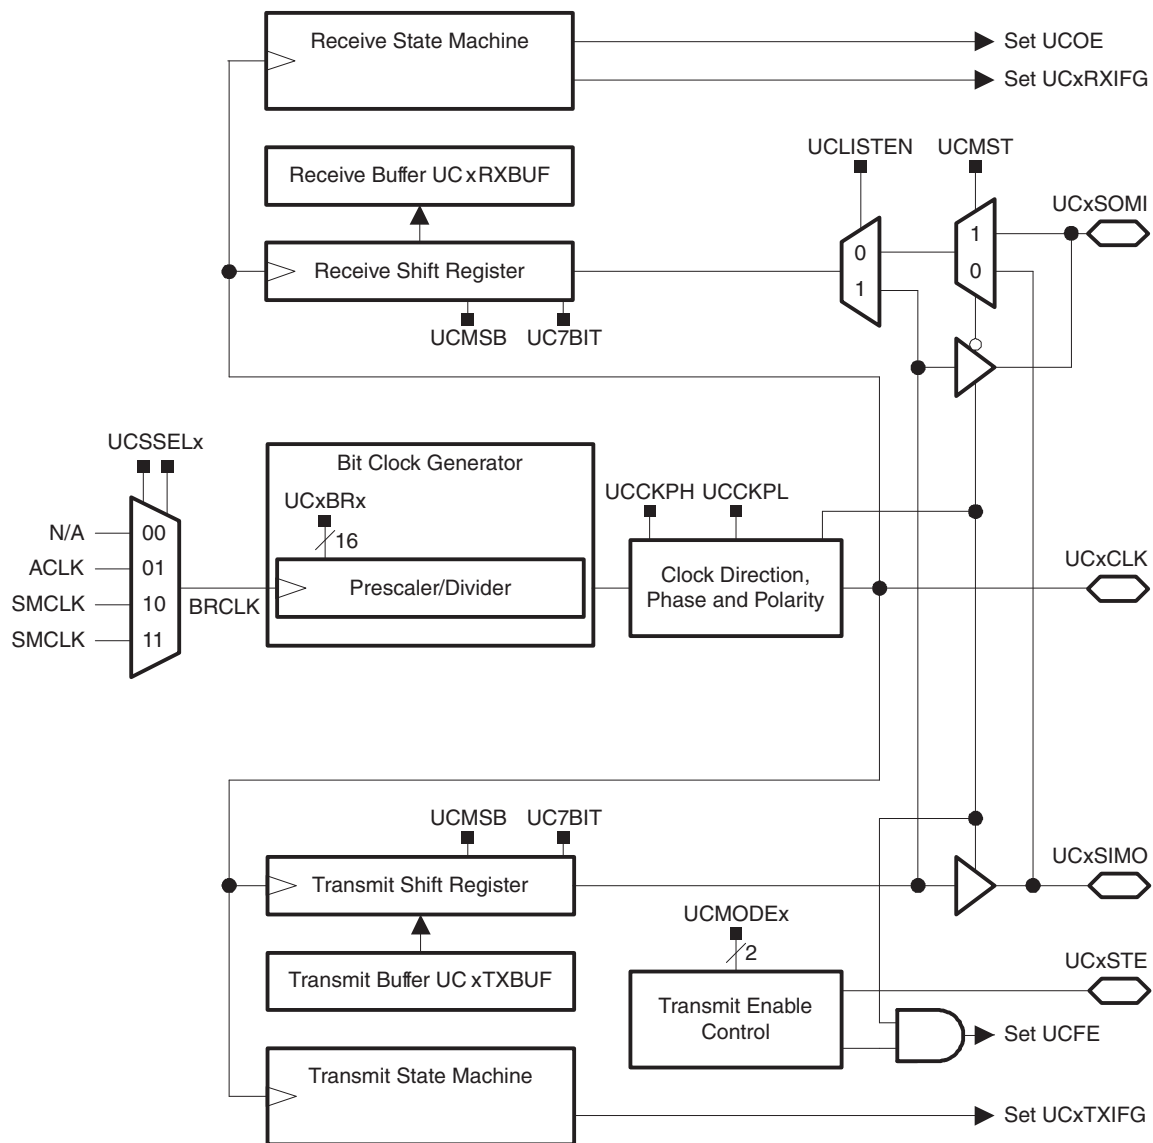 Receive State Machine
Set UCOE
Set UCxRXIFG
UCLISTEN
UCMST
Receive Buffer UCxRXBUF
UCxSOMI
1
0
0
1
Receive Shift Register
UCMSB
UC7BIT
UCSSELx
Bit Clock Generator
UCxBRx
16
UCCKPH
UCCKPL
N/A
00
ACLK
01
SMCLK
10
SMCLK
11
BRCLK
Prescaler/Divider
Clock Direction,
Phase and Polarity
UCxCLK
UCMSB
UC7BIT
Transmit Shift Register
UCxSIMO
UCMODEx
2
Transmit Buffer UCxTXBUF
UCxSTE
Transmit Enable
Control
Set UCFE
Transmit State Machine
Set UCxTXIFG